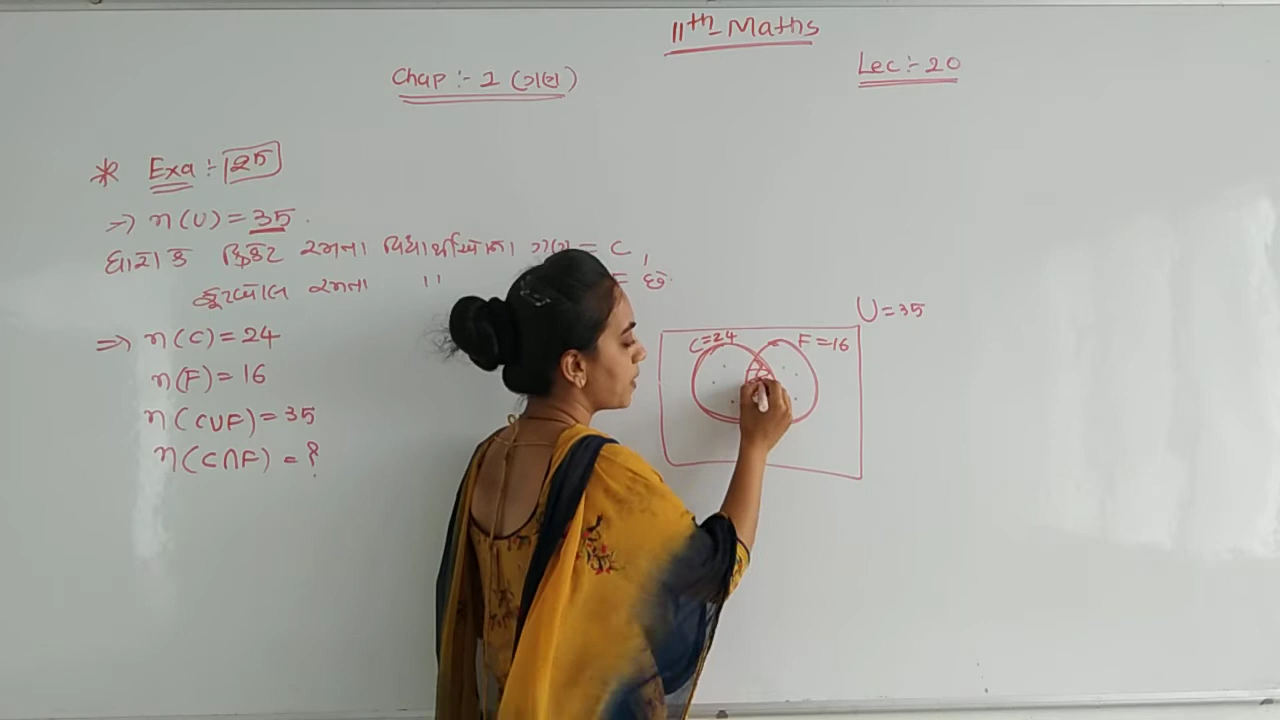 11th Maths
Chap :- 1 (ગણ)
Lec :- 20
* Exa :- 25
→ n(U) = 35.
ધારો કે ક્રિકેટ રમતા વિદ્યાર્થીઓનો ગણ = C,
ફૂટબોલ રમતા " = છે.
⇒ n(C) = 24
n(F) = 16
n(C∪F) = 35
n(C∩F) = ?
U = 35
C = 24 F = 16